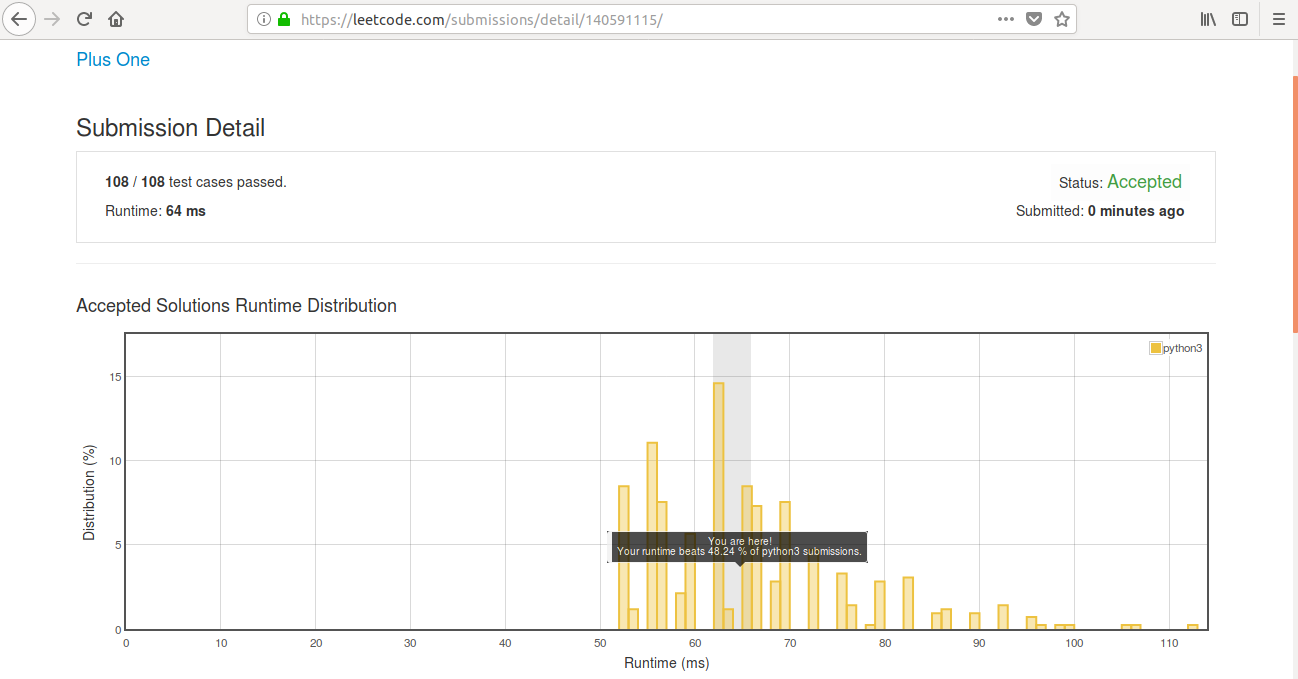 https://leetcode.com/submissions/detail/140591115/
Plus One
Submission Detail
108 / 108 test cases passed.
Status: Accepted
Runtime: 64 ms
Submitted: 0 minutes ago
Accepted Solutions Runtime Distribution
python3
15
10
5
0
Distribution (%)
You are here!
Your runtime beats 48.24 % of python3 submissions.
0 10 20 30 40 50 60 70 80 90 100 110
Runtime (ms)